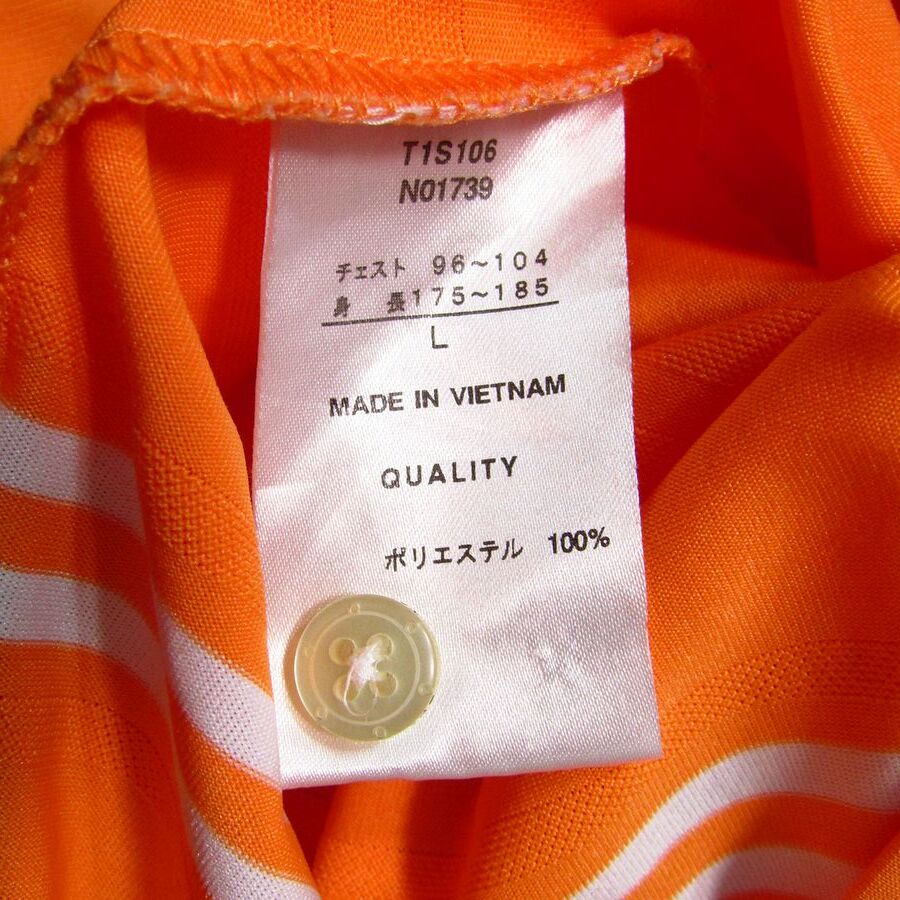 T1S106
N01739
チェスト 96~104
身 長175~185
L
MADE IN VIETNAM
QUALITY
ポリエステル 100%